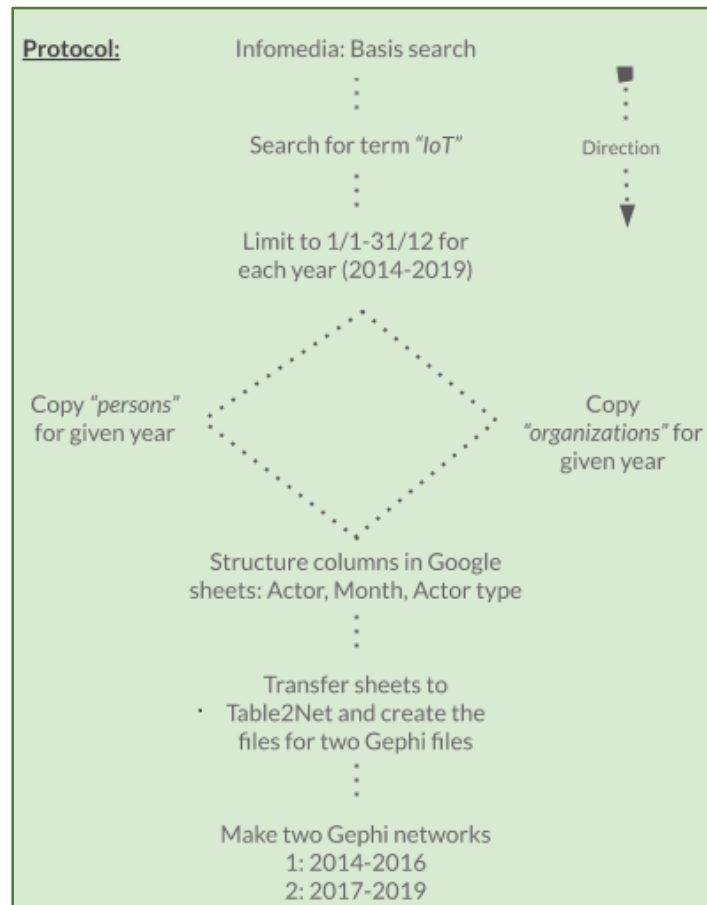 Protocol:
Infomedia: Basis search
Search for term “IoT”
Direction
Limit to 1/1-31/12 for
each year (2014-2019)
Copy “persons”
for given year
Copy
“organizations” for
given year
Structure columns in Google
sheets: Actor, Month, Actor type
Transfer sheets to
Table2Net and create the
files for two Gephi files
Make two Gephi networks
1: 2014-2016
2: 2017-2019